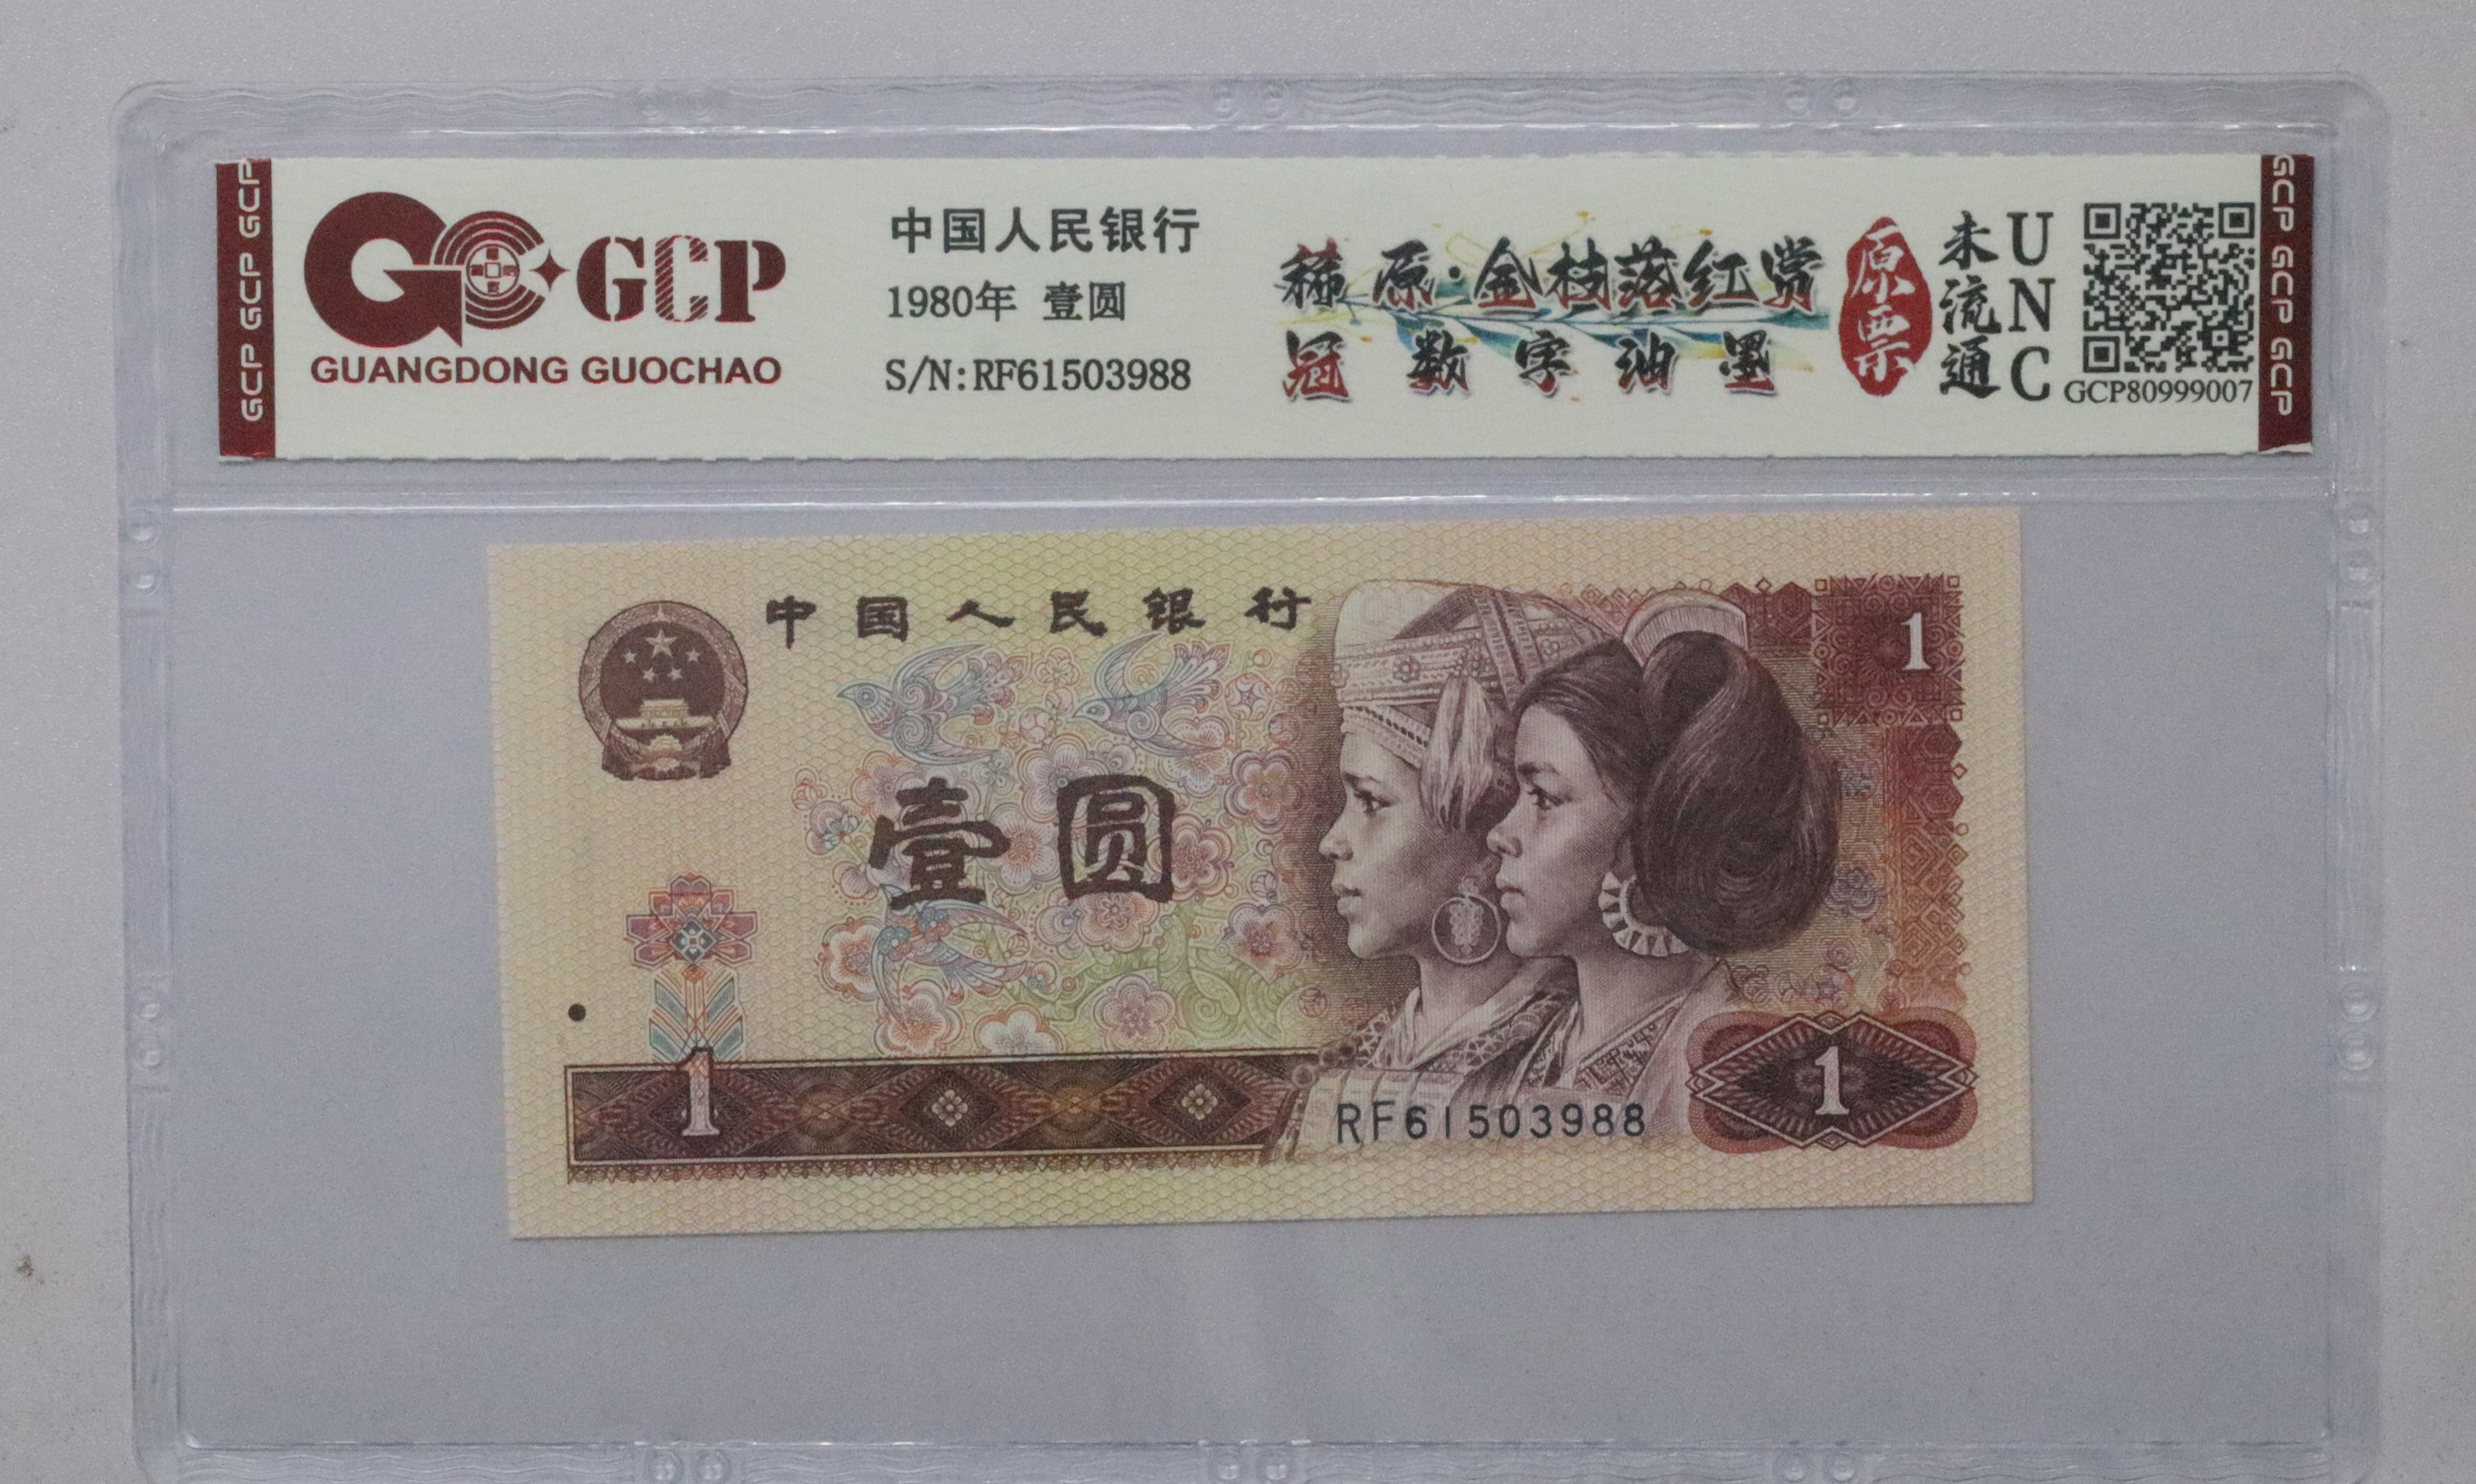 GCP GCP GCP
GCP
GUANGDONG GUOCHAO
中国人民银行
1980年 壹圆
S/N:RF61503988
稀原·金枝落红赏
冠数字油墨
原票
未流通
UNC
GCP80999007
GCP GCP GCP
中国人民银行
壹圆
1
1
1
RF61503988